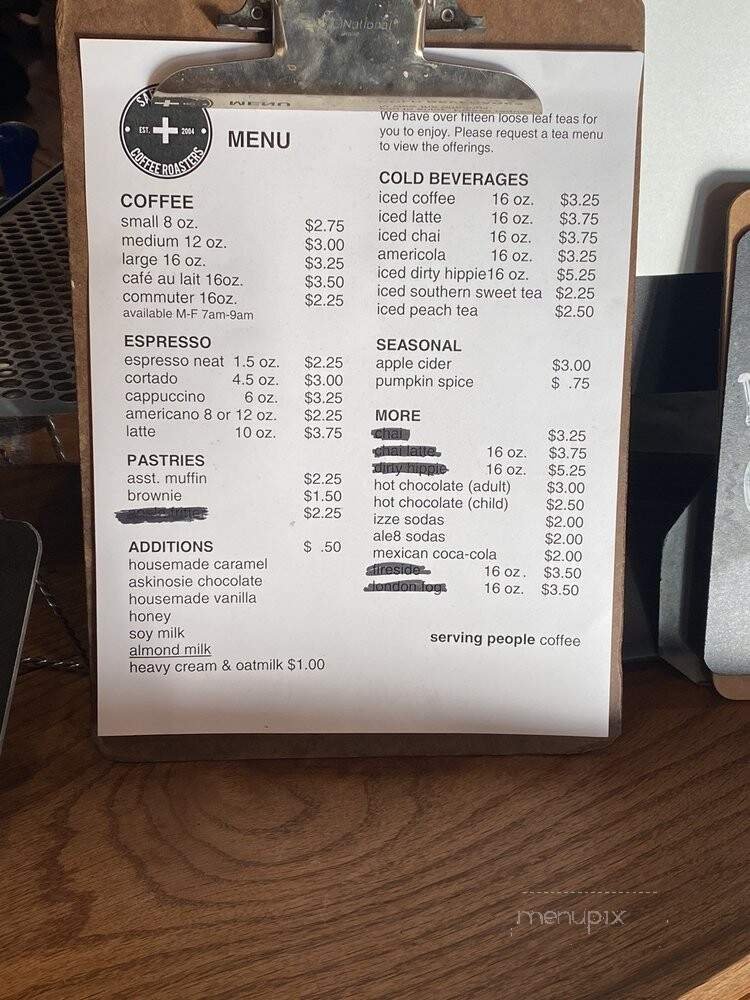 National
SA
EST. 2004
COFFEE ROASTERS
MENU
We have over fifteen loose leaf teas for
you to enjoy. Please request a tea menu
to view the offerings.
COFFEE
small 8 oz. $2.75
medium 12 oz. $3.00
large 16 oz. $3.25
café au lait 16oz. $3.50
commuter 16oz. $2.25
available M-F 7am-9am
ESPRESSO
espresso neat 1.5 oz. $2.25
cortado 4.5 oz. $3.00
cappuccino 6 oz. $3.25
americano 8 or 12 oz. $2.25
latte 10 oz. $3.75
PASTRIES
asst. muffin $2.25
brownie $1.50
$2.25
ADDITIONS $ .50
housemade caramel
askinosie chocolate
housemade vanilla
honey
soy milk
almond milk
heavy cream & oatmilk $1.00
COLD BEVERAGES
iced coffee 16 oz. $3.25
iced latte 16 oz. $3.75
iced chai 16 oz. $3.75
americola 16 oz. $3.25
iced dirty hippie 16 oz. $5.25
iced southern sweet tea $2.25
iced peach tea $2.50
SEASONAL
apple cider $3.00
pumpkin spice $ .75
MORE
chai $3.25
chai latte 16 oz. $3.75
dirty hippie 16 oz. $5.25
hot chocolate (adult) $3.00
hot chocolate (child) $2.50
izze sodas $2.00
ale8 sodas $2.00
mexican coca-cola $2.00
fireside 16 oz. $3.50
london fog 16 oz. $3.50
serving people coffee
menupix